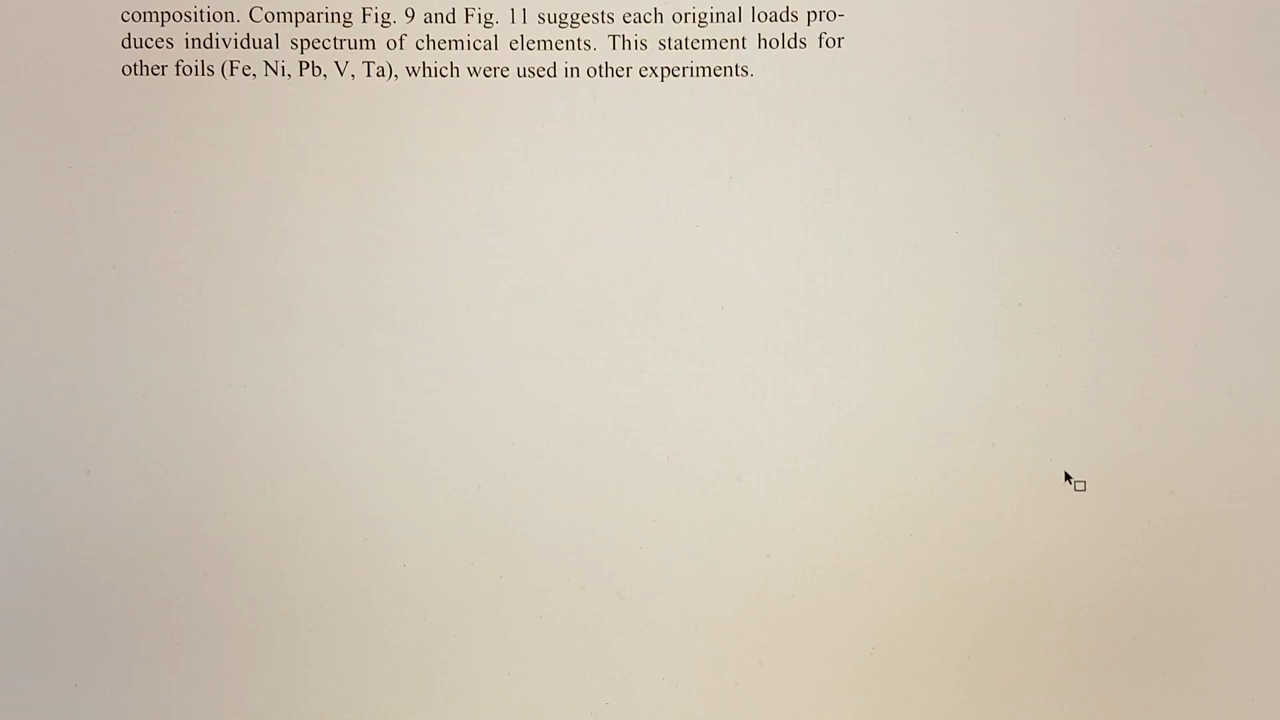 composition. Comparing Fig. 9 and Fig. 11 suggests each original loads pro-
duces individual spectrum of chemical elements. This statement holds for
other foils (Fe, Ni, Pb, V, Ta), which were used in other experiments.